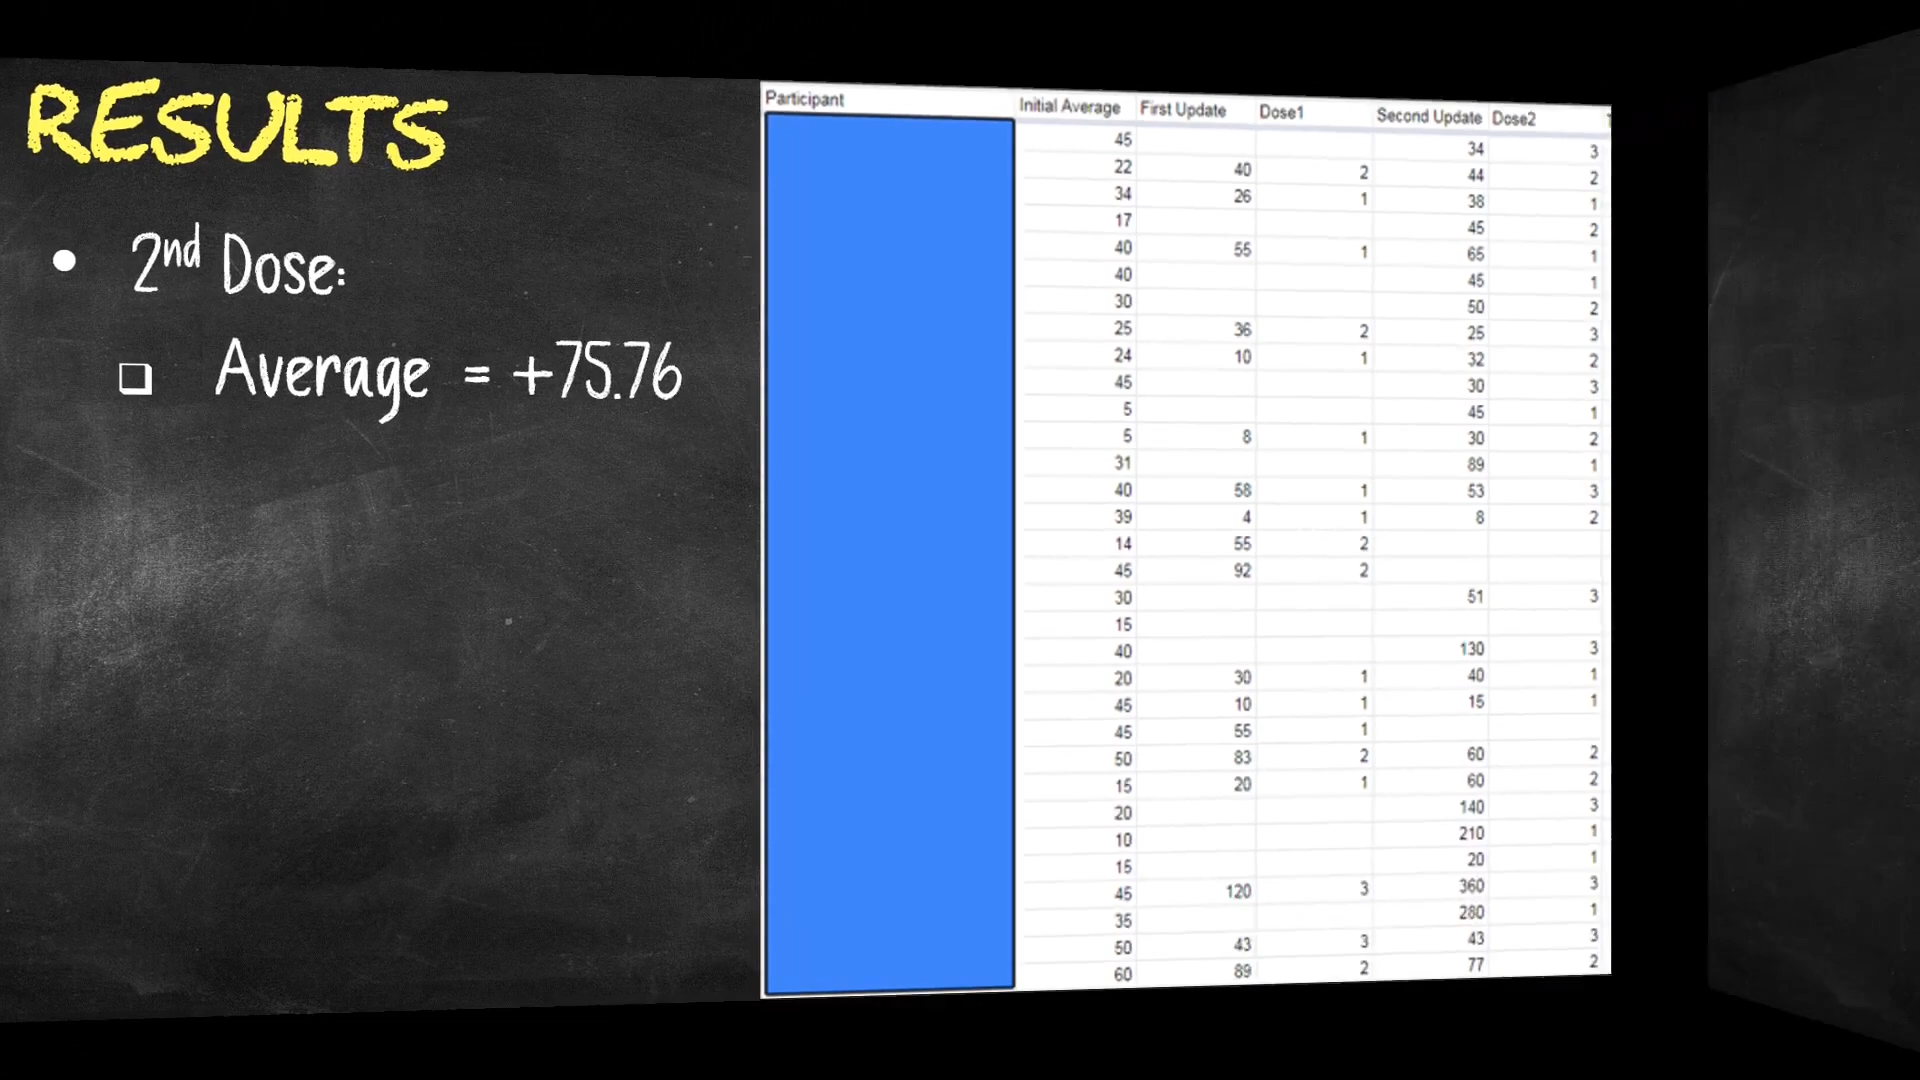 RESULTS
• 2nd Dose:
❑ Average = +75.76
Participant Initial Average First Update Dose1 Second Update Dose2
45 34 3
22 40 2 44 2
34 26 1 38 1
17 45 2
40 55 1 65 1
40 45 1
30 50 2
25 36 2 25 3
24 10 1 32 2
45 30 3
5 45 1
5 8 1 30 2
31 89 1
40 58 1 53 3
39 4 1 8 2
14 55 2
45 92 2
30 51 3
15
40 130 3
20 30 1 40 1
45 10 1 15 1
45 55 1
50 83 2 60 2
15 20 1 60 2
20 140 3
10 210 1
15 20 1
45 120 3 360 3
35 280 1
50 43 3 43 3
60 89 2 77 2